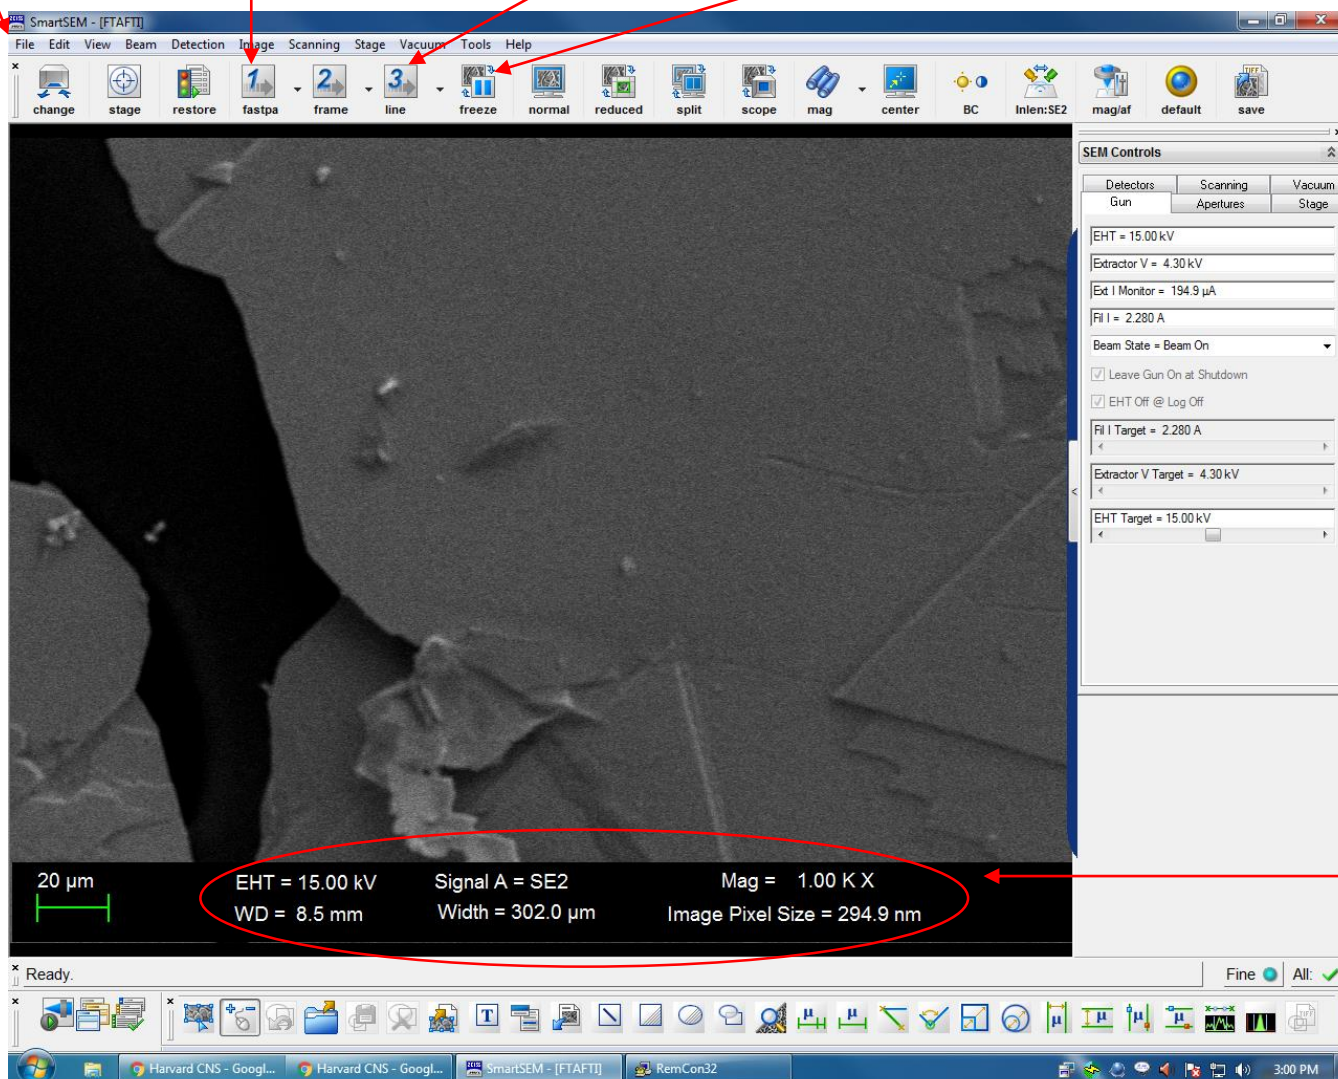 SmartSEM - [FTAFTI]
File Edit View Beam Detection Image Scanning Stage Vacuum Tools Help
change stage restore fastpa frame line freeze normal reduced split scope mag center BC Inlen:SE2 mag/af default save
1 2 3
SEM Controls
Detectors Scanning Vacuum
Gun Apertures Stage
EHT = 15.00 kV
Extractor V = 4.30 kV
Ext I Monitor = 194.9 µA
Fil I = 2.280 A
Beam State = Beam On
Leave Gun On at Shutdown
EHT Off @ Log Off
Fil I Target = 2.280 A
Extractor V Target = 4.30 kV
EHT Target = 15.00 kV
20 µm EHT = 15.00 kV Signal A = SE2 Mag = 1.00 K X
WD = 8.5 mm Width = 302.0 µm Image Pixel Size = 294.9 nm
Ready. Fine All:
Harvard CNS - Googl... Harvard CNS - Googl... SmartSEM - [FTAFTI] RemCon32 3:00 PM